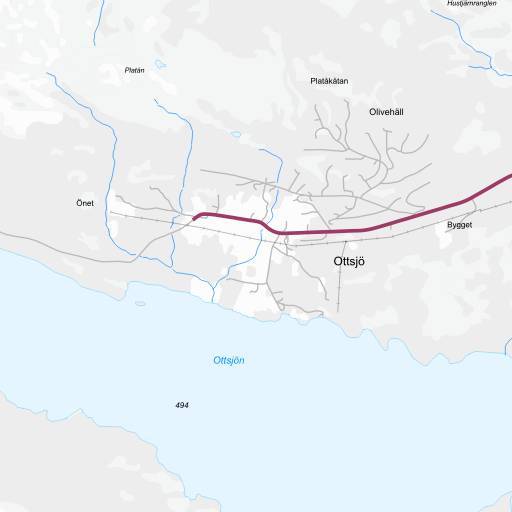 Hustjärnranglen
Platån
Platåkåtan
Olivehäll
Önet
Bygget
Ottsjö
Ottsjön
494